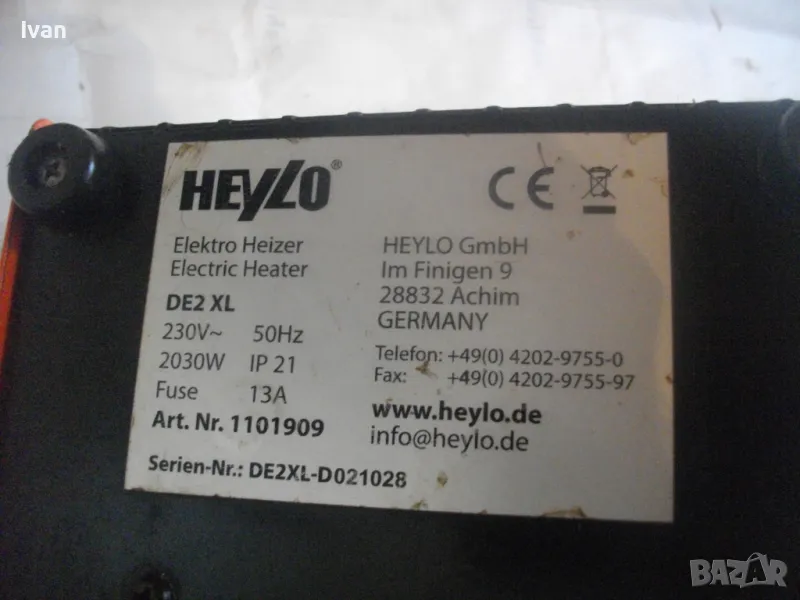 Ivan
HEYLO®
CE
Elektro Heizer
Electric Heater
DE2 XL
230V~ 50Hz
2030W IP 21
Fuse 13A
Art. Nr. 1101909
Serien-Nr.: DE2XL-D021028
HEYLO GmbH
Im Finigen 9
28832 Achim
GERMANY
Telefon: +49(0) 4202-9755-0
Fax: +49(0) 4202-9755-97
www.heylo.de
info@heylo.de
BAZAR